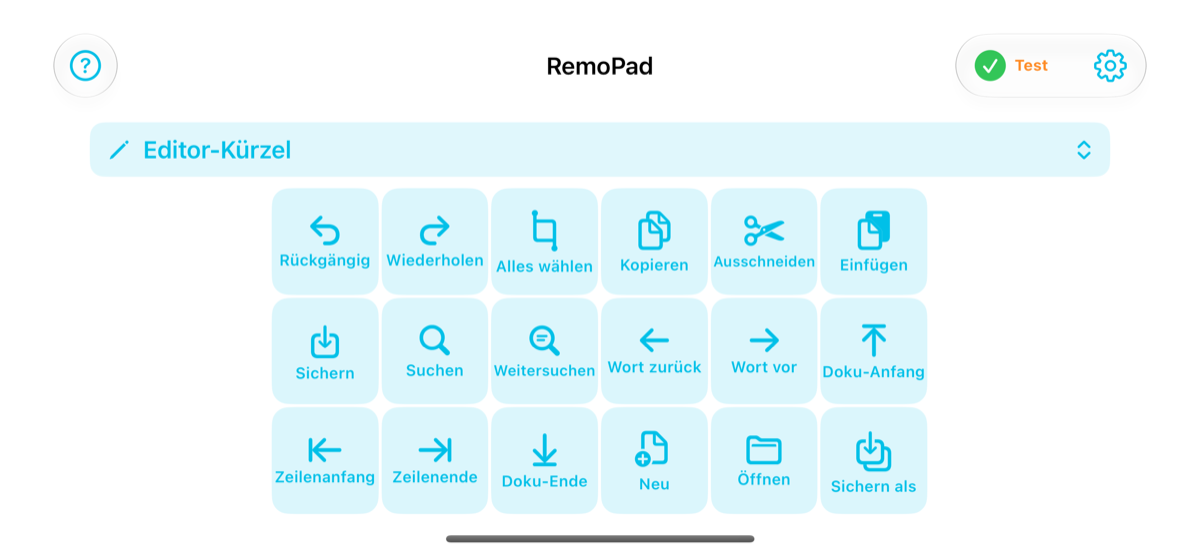 RemoPad
Test
Editor-Kürzel
Rückgängig
Wiederholen
Alles wählen
Kopieren
Ausschneiden
Einfügen
Sichern
Suchen
Weitersuchen
Wort zurück
Wort vor
Doku-Anfang
Zeilenanfang
Zeilenende
Doku-Ende
Neu
Öffnen
Sichern als